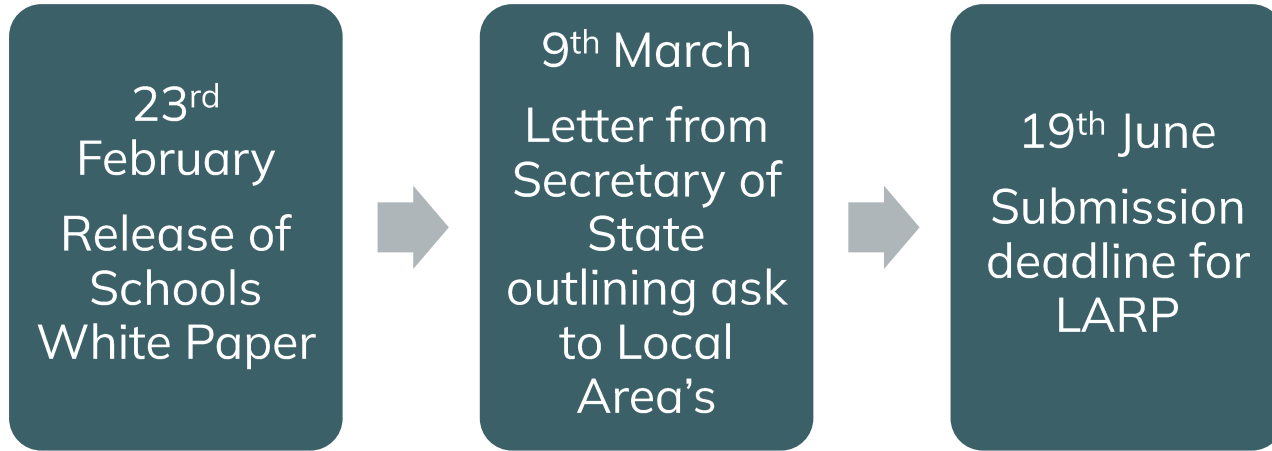 23rd
February
Release of
Schools
White Paper
9th March
Letter from
Secretary of
State
outlining ask
to Local
Area’s
19th June
Submission
deadline for
LARP